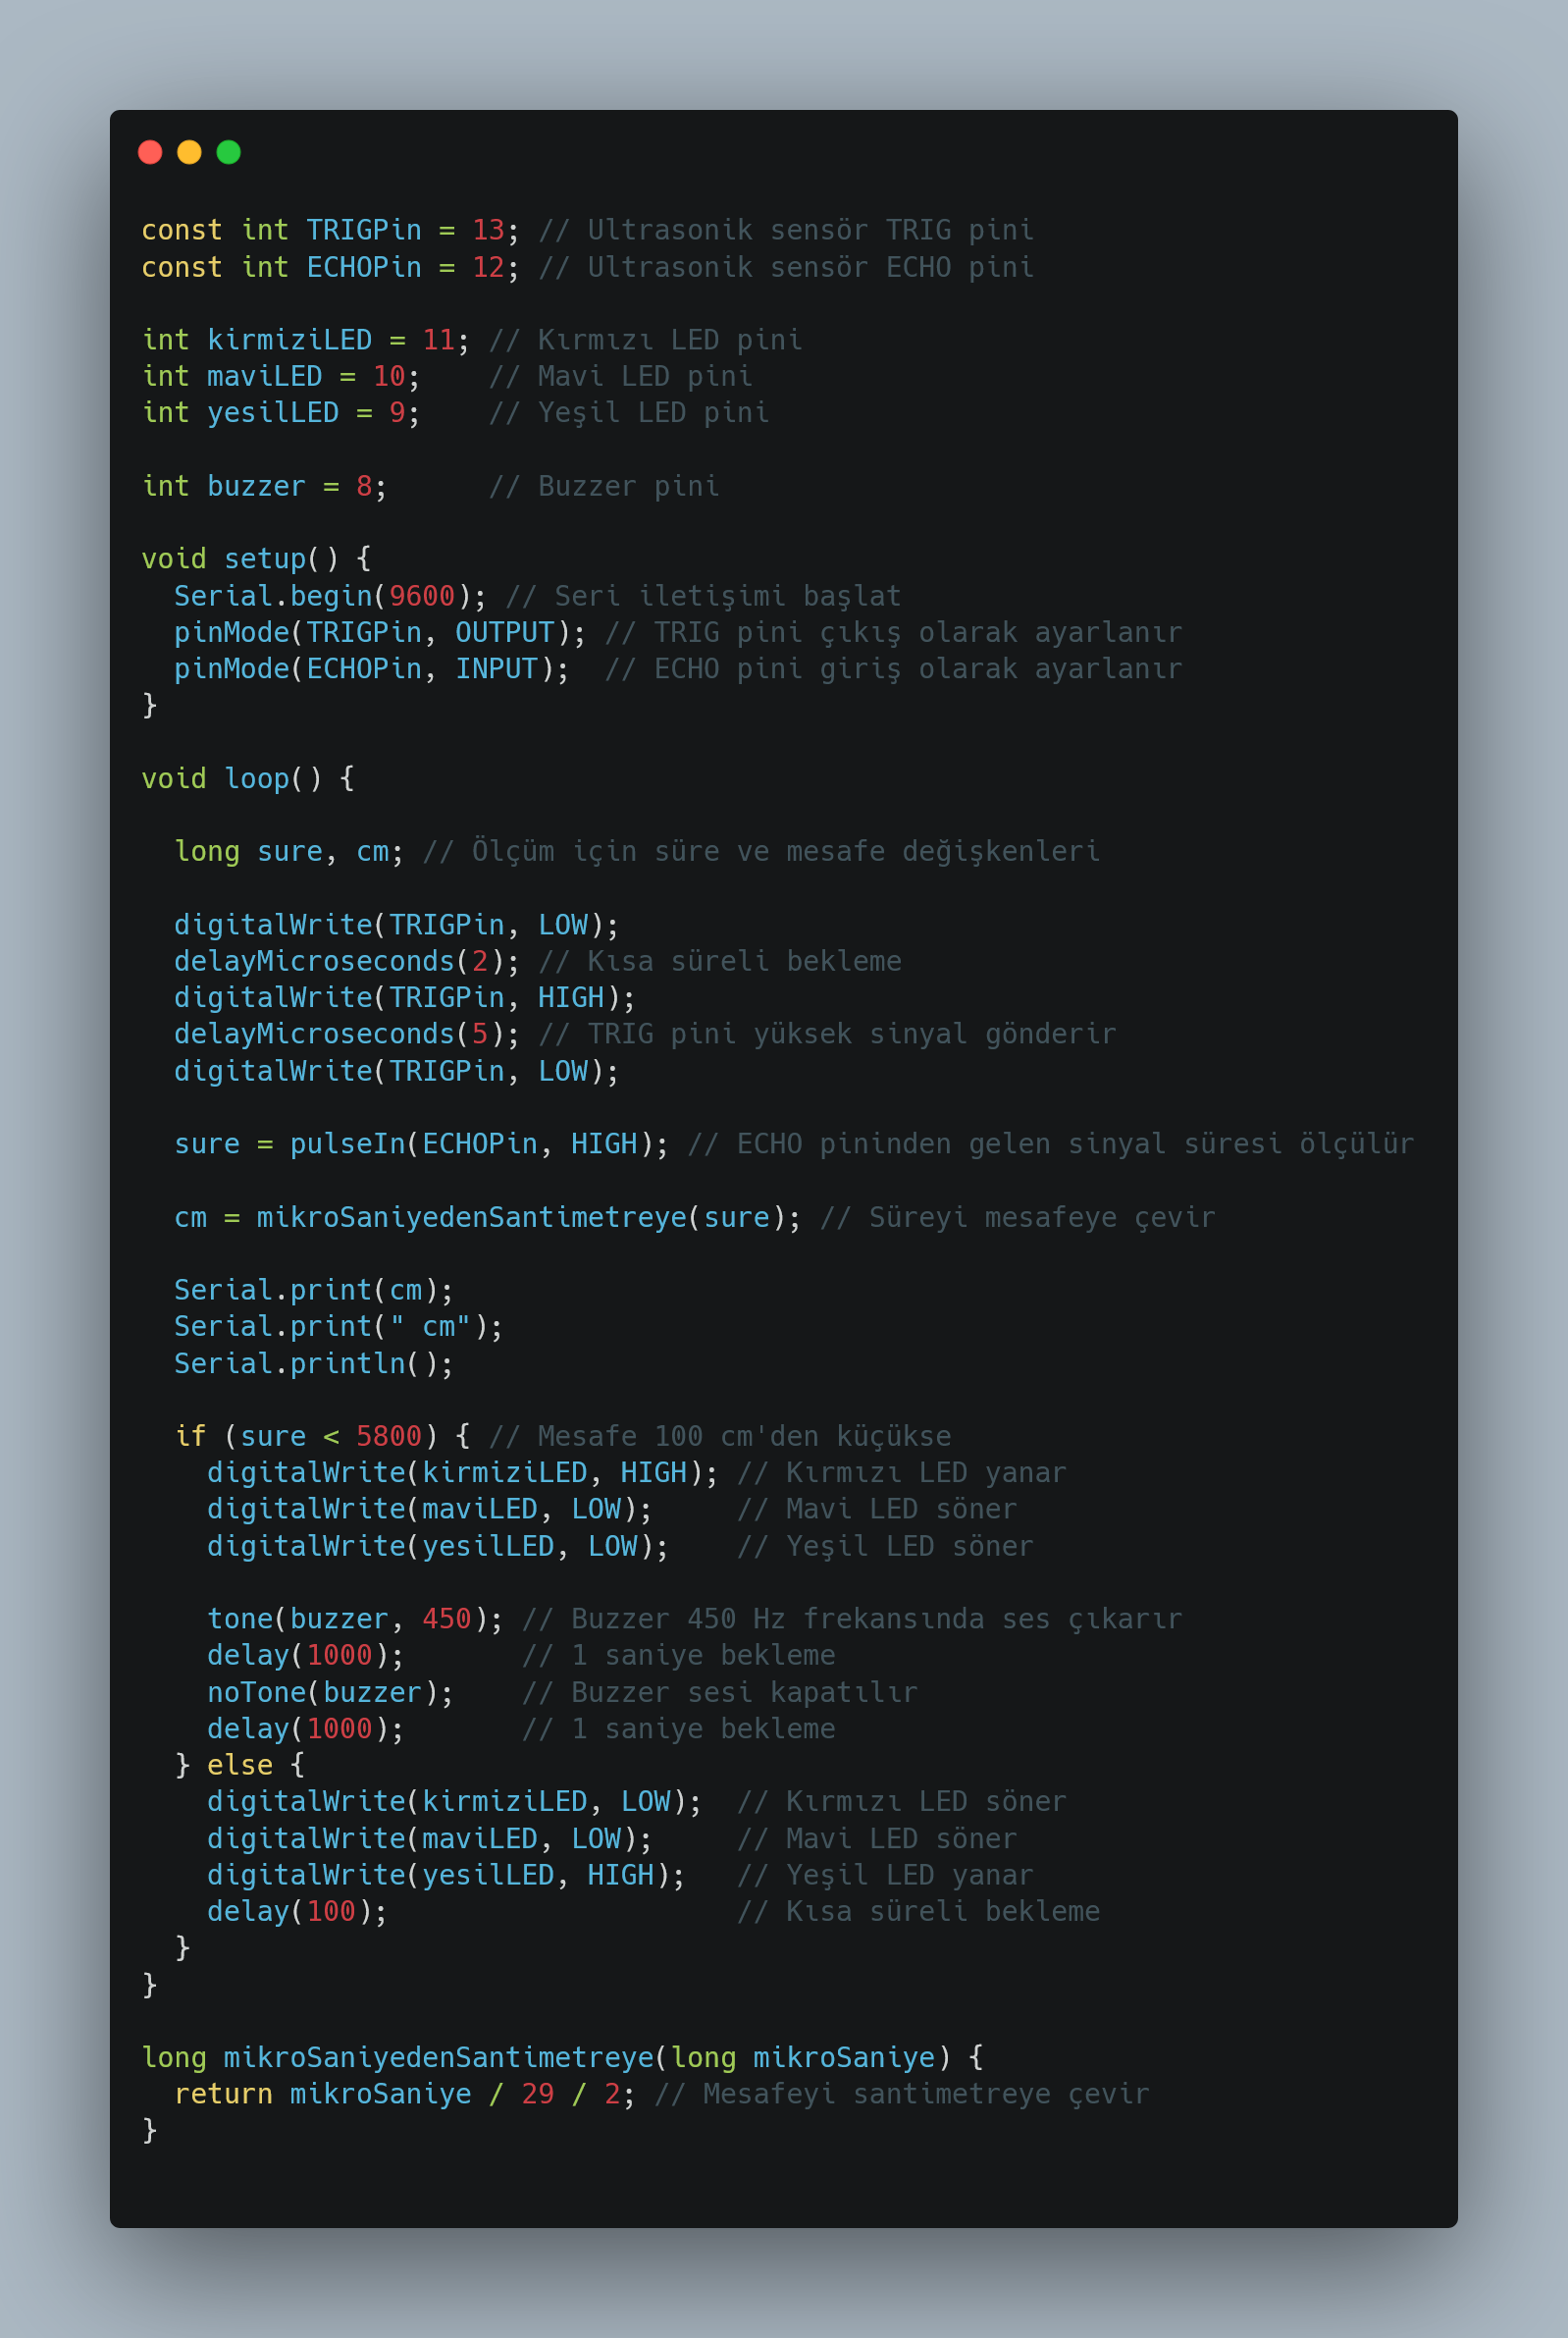 const int TRIGPin = 13; // Ultrasonik sensör TRIG pini
const int ECHOPin = 12; // Ultrasonik sensör ECHO pini
int kirmiziLED = 11; // Kırmızı LED pini
int maviLED = 10;    // Mavi LED pini
int yesilLED = 9;    // Yeşil LED pini
int buzzer = 8;      // Buzzer pini
void setup() {
  Serial.begin(9600); // Seri iletişimi başlat
  pinMode(TRIGPin, OUTPUT); // TRIG pini çıkış olarak ayarlanır
  pinMode(ECHOPin, INPUT);  // ECHO pini giriş olarak ayarlanır
}
void loop() {
  long sure, cm; // Ölçüm için süre ve mesafe değişkenleri
  digitalWrite(TRIGPin, LOW);
  delayMicroseconds(2); // Kısa süreli bekleme
  digitalWrite(TRIGPin, HIGH);
  delayMicroseconds(5); // TRIG pini yüksek sinyal gönderir
  digitalWrite(TRIGPin, LOW);
  sure = pulseIn(ECHOPin, HIGH); // ECHO pininden gelen sinyal süresi ölçülür
  cm = mikroSaniyedenSantimetreye(sure); // Süreyi mesafeye çevir
  Serial.print(cm);
  Serial.print(" cm");
  Serial.println();
  if (sure < 5800) { // Mesafe 100 cm'den küçükse
    digitalWrite(kirmiziLED, HIGH); // Kırmızı LED yanar
    digitalWrite(maviLED, LOW);     // Mavi LED söner
    digitalWrite(yesilLED, LOW);    // Yeşil LED söner
    tone(buzzer, 450); // Buzzer 450 Hz frekansında ses çıkarır
    delay(1000);       // 1 saniye bekleme
    noTone(buzzer);    // Buzzer sesi kapatılır
    delay(1000);       // 1 saniye bekleme
  } else {
    digitalWrite(kirmiziLED, LOW);  // Kırmızı LED söner
    digitalWrite(maviLED, LOW);     // Mavi LED söner
    digitalWrite(yesilLED, HIGH);   // Yeşil LED yanar
    delay(100);                     // Kısa süreli bekleme
  }
}
long mikroSaniyedenSantimetreye(long mikroSaniye) {
  return mikroSaniye / 29 / 2; // Mesafeyi santimetreye çevir
}